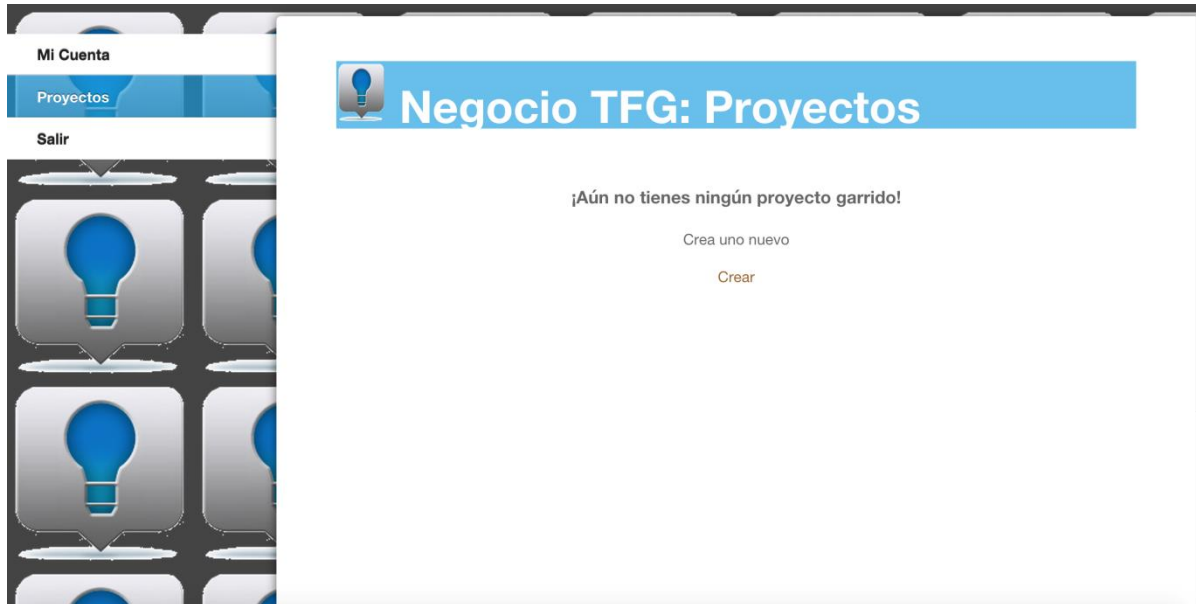 Mi Cuenta
Proyectos
Salir
Negocio TFG: Proyectos
¡Aún no tienes ningún proyecto garrido!
Crea uno nuevo
Crear